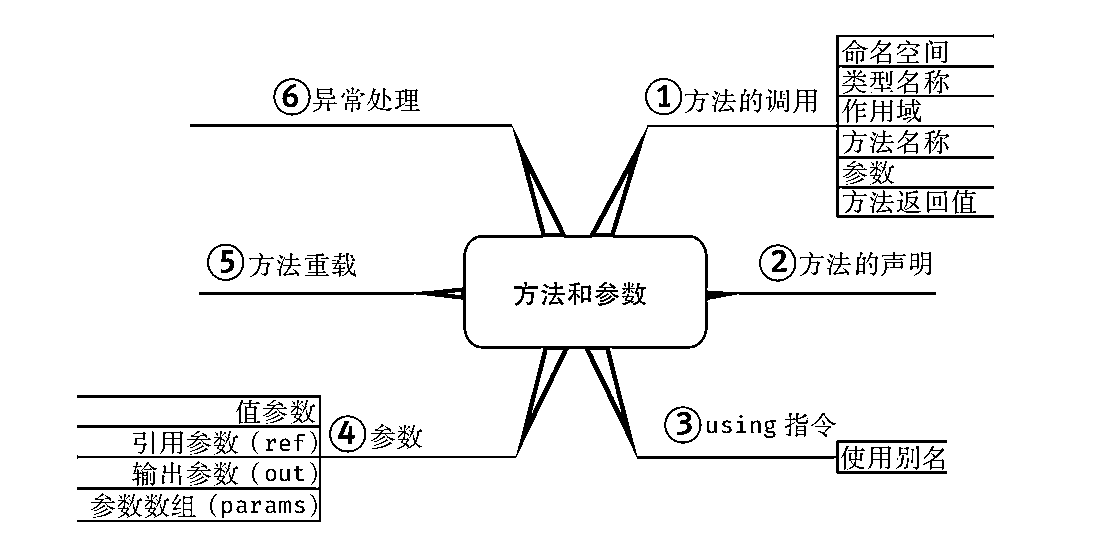 方法和参数
①方法的调用
命名空间
类型名称
作用域
方法名称
参数
方法返回值
②方法的声明
③using 指令
使用别名
④参数
值参数
引用参数（ref）
输出参数（out）
参数数组（params）
⑤方法重载
⑥异常处理